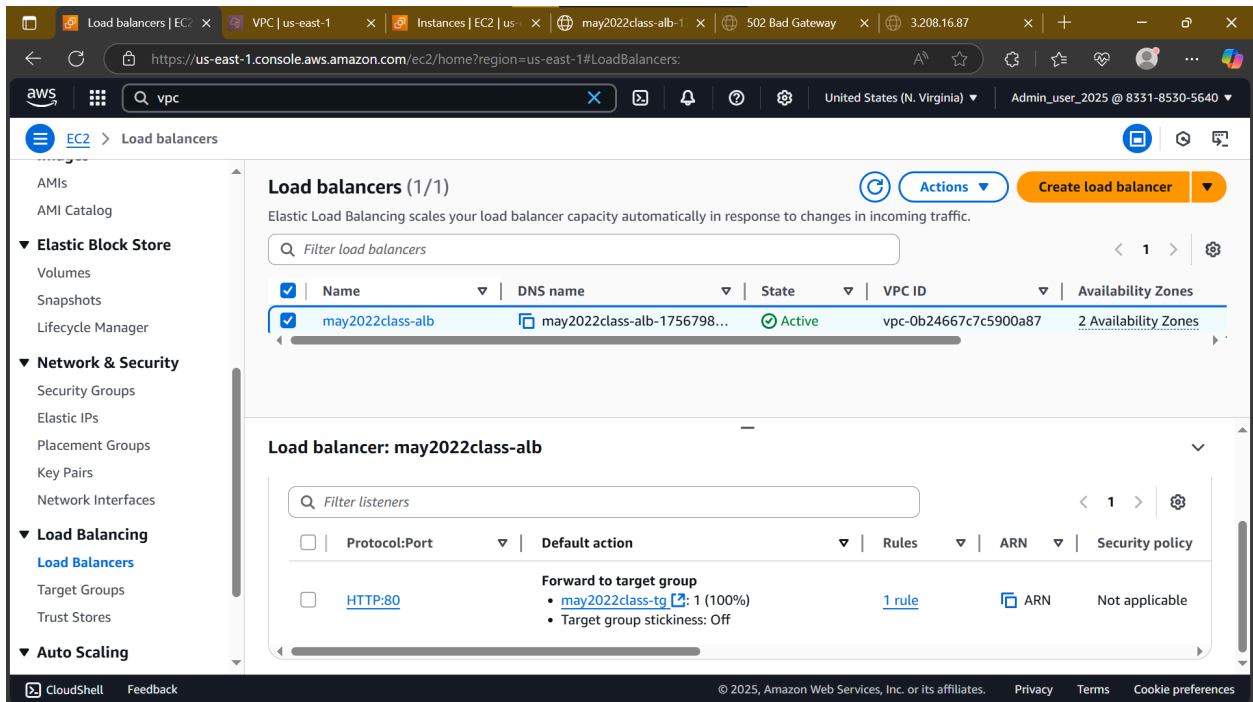 Load balancers | EC2
VPC | us-east-1
Instances | EC2 | us-
may2022class-alb-1
502 Bad Gateway
3.208.16.87
https://us-east-1.console.aws.amazon.com/ec2/home?region=us-east-1#LoadBalancers:
aws
vpc
United States (N. Virginia)
Admin_user_2025 @ 8331-8530-5640
EC2 > Load balancers
AMIs
AMI Catalog
Elastic Block Store
Volumes
Snapshots
Lifecycle Manager
Network & Security
Security Groups
Elastic IPs
Placement Groups
Key Pairs
Network Interfaces
Load Balancing
Load Balancers
Target Groups
Trust Stores
Auto Scaling
Load balancers (1/1)
Actions
Create load balancer
Elastic Load Balancing scales your load balancer capacity automatically in response to changes in incoming traffic.
Filter load balancers
1
Name DNS name State VPC ID Availability Zones
may2022class-alb may2022class-alb-1756798... Active vpc-0b24667c7c5900a87 2 Availability Zones
Load balancer: may2022class-alb
Filter listeners
1
Protocol:Port Default action Rules ARN Security policy
Forward to target group
HTTP:80 • may2022class-tg : 1 (100%) 1 rule ARN Not applicable
• Target group stickiness: Off
CloudShell Feedback © 2025, Amazon Web Services, Inc. or its affiliates. Privacy Terms Cookie preferences